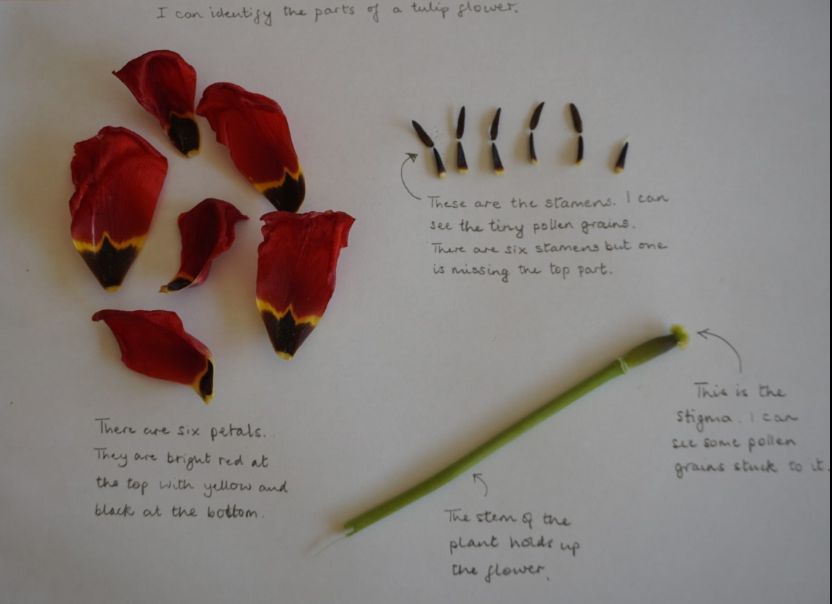 I can identify the parts of a tulip flower.
These are the stamens. I can
see the tiny pollen grains.
There are six stamens but one
is missing the top part.
This is the
stigma. I can
see some pollen
grains stuck to it.
There are six petals.
They are bright red at
the top with yellow and
black at the bottom.
The stem of the
plant holds up
the flower.